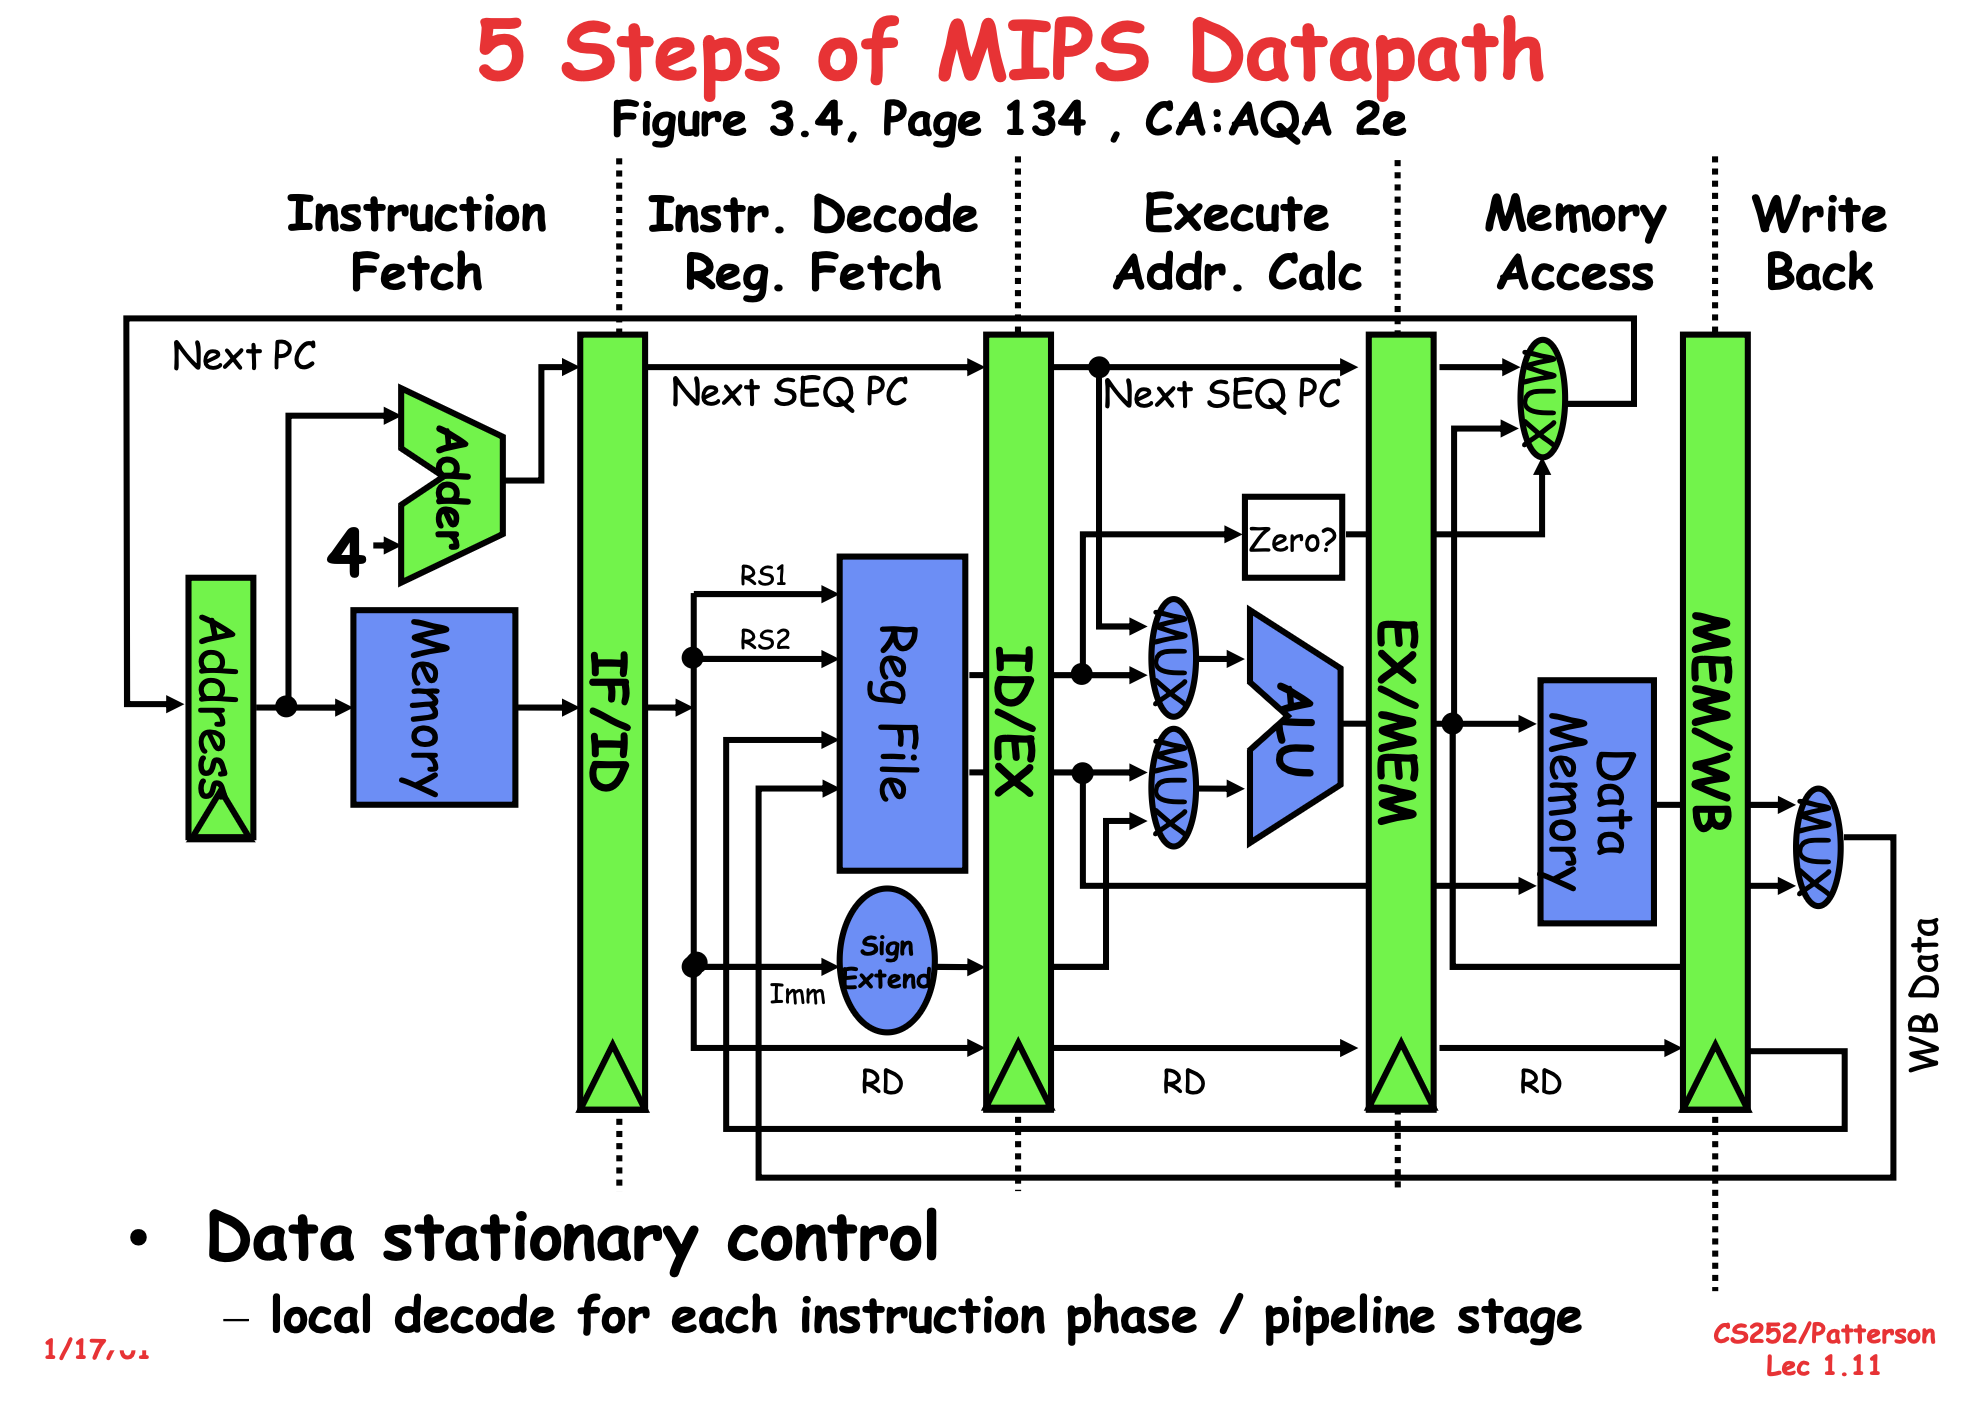 5 Steps of MIPS Datapath
Figure 3.4, Page 134 , CA:AQA 2e
Instruction
Fetch
Instr. Decode
Reg. Fetch
Execute
Addr. Calc
Memory
Access
Write
Back
Next PC
Next SEQ PC
Next SEQ PC
MUX
Adder
4
Zero?
RS1
RS2
Address
Memory
IF/ID
Reg File
ID/EX
MUX
MUX
ALU
EX/MEM
Data
Memory
MEM/WB
MUX
Sign
Extend
Imm
WB Data
RD
RD
RD
• Data stationary control
– local decode for each instruction phase / pipeline stage
1/17/01
CS252/Patterson
Lec 1.11